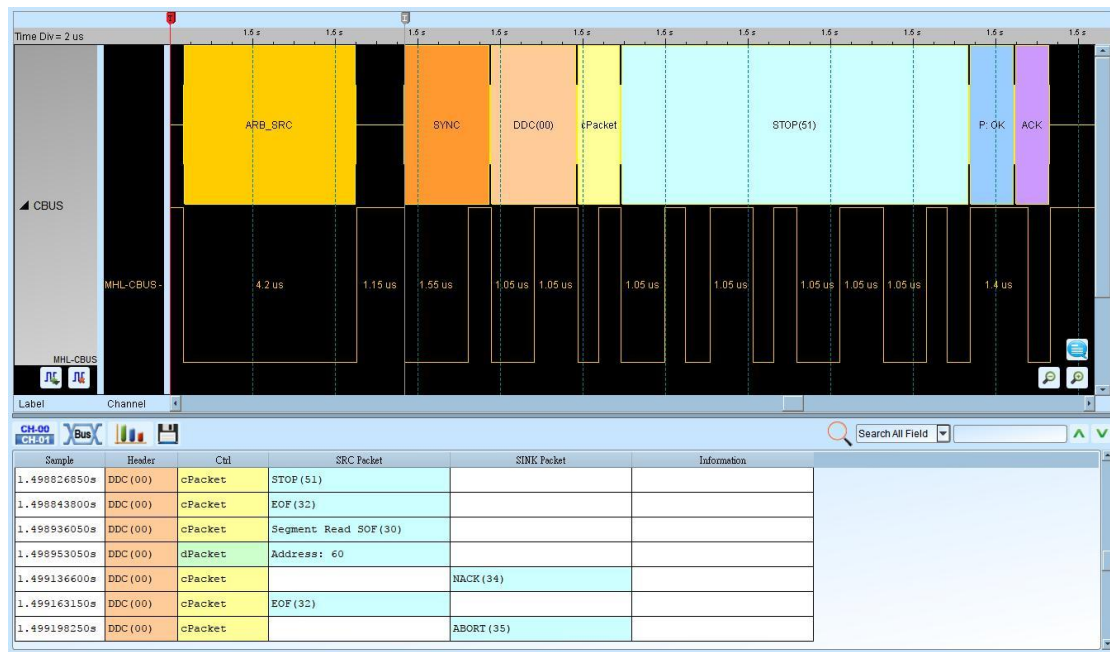 Time Div = 2 us
1.5 s 1.5 s 1.5 s 1.5 s 1.5 s 1.5 s 1.5 s 1.5 s 1.5 s 1.5 s 1.5 s
ARB_SRC SYNC DDC(00) cPacket STOP(51) P: OK ACK
CBUS
MHL-CBUS - 4.2 us 1.15 us 1.55 us 1.05 us 1.05 us 1.05 us 1.05 us 1.05 us 1.05 us 1.05 us 1.4 us
MHL-CBUS
Label Channel
CH-00
CH-01 Bus Search All Field
Sample Header Ctrl SRC Packet SINK Packet Information
1.498826850s DDC(00) cPacket STOP(51)
1.498843800s DDC(00) cPacket EOF(32)
1.498936050s DDC(00) cPacket Segment Read SOF(30)
1.498953050s DDC(00) dPacket Address: 60
1.499136600s DDC(00) cPacket NACK(34)
1.499163150s DDC(00) cPacket EOF(32)
1.499198250s DDC(00) cPacket ABORT(35)